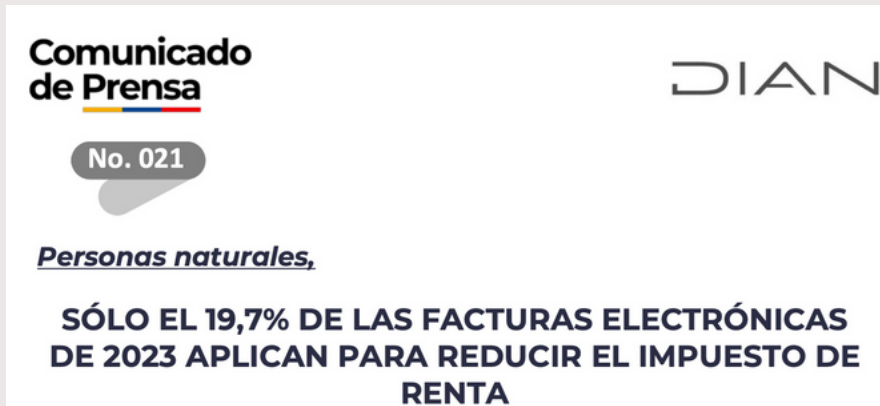 Comunicado
de Prensa
DIAN
No. 021
Personas naturales,
SÓLO EL 19,7% DE LAS FACTURAS ELECTRÓNICAS
DE 2023 APLICAN PARA REDUCIR EL IMPUESTO DE
RENTA